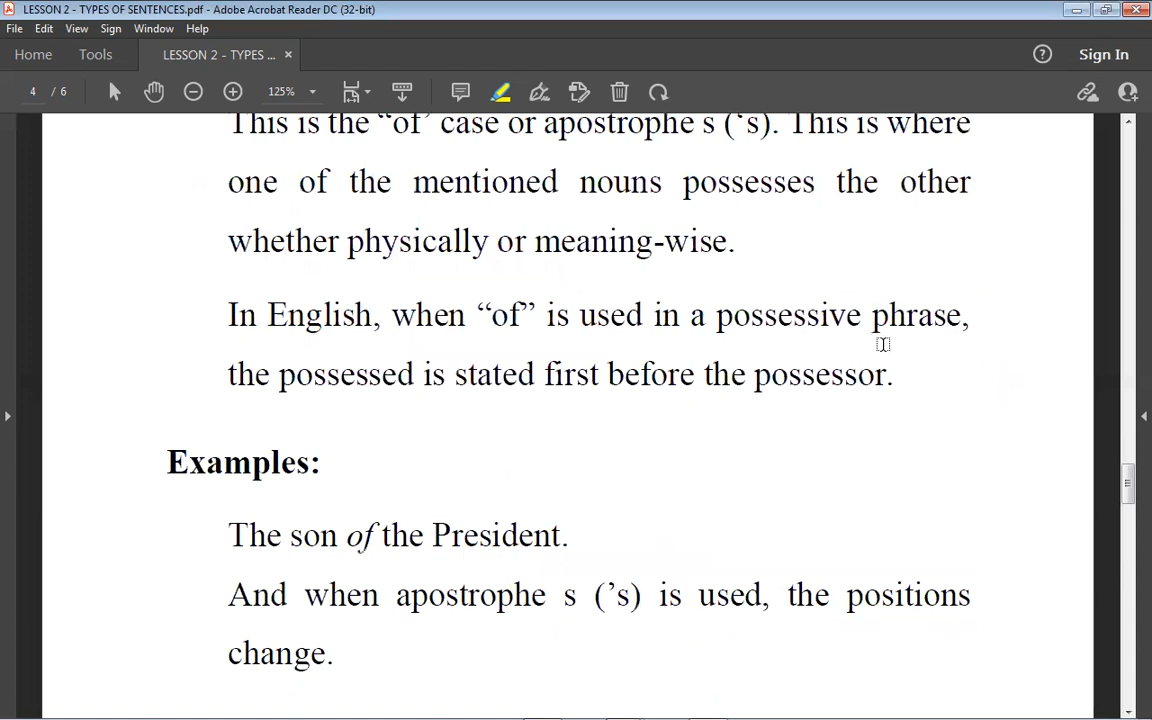 LESSON 2 - TYPES OF SENTENCES.pdf - Adobe Acrobat Reader DC (32-bit)
File Edit View Sign Window Help
Home Tools LESSON 2 - TYPES ... × Sign In
4 / 6 125%
This is the “of’ case or apostrophe s (‘s). This is where
one of the mentioned nouns possesses the other
whether physically or meaning-wise.
In English, when “of” is used in a possessive phrase,
the possessed is stated first before the possessor.
Examples:
The son of the President.
And when apostrophe s (’s) is used, the positions
change.